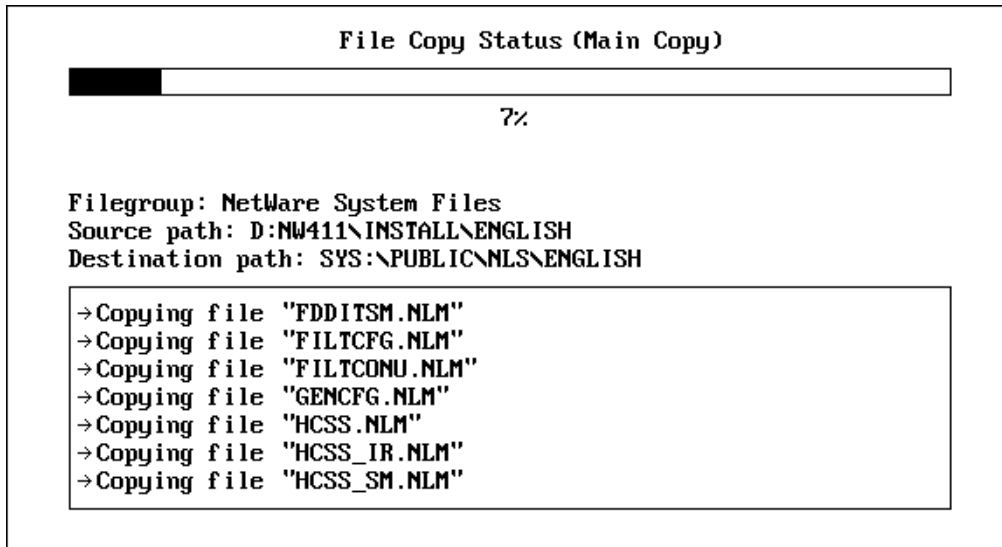 File Copy Status (Main Copy)
7%
Filegroup: NetWare System Files
Source path: D:NW411\INSTALL\ENGLISH
Destination path: SYS:\PUBLIC\NLS\ENGLISH
→Copying file "FDDITSM.NLM"
→Copying file "FILTCFG.NLM"
→Copying file "FILTCONU.NLM"
→Copying file "GENCFG.NLM"
→Copying file "HCSS.NLM"
→Copying file "HCSS_IR.NLM"
→Copying file "HCSS_SM.NLM"